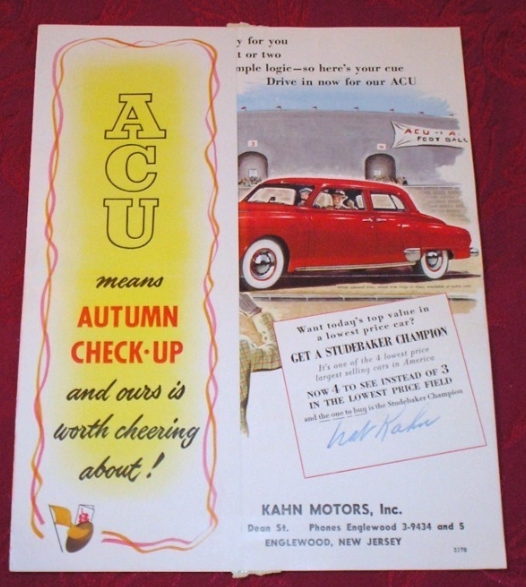 ACU
means
AUTUMN
CHECK-UP
and ours is
worth cheering
about!
y for you
t or two
mple logic—so here's your cue
Drive in now for our ACU
ACU
FOOT BALL
Want today's top value in
a lowest price car?
GET A STUDEBAKER CHAMPION
It's one of the 4 lowest price
largest selling cars in America.
NOW 4 TO SEE INSTEAD OF 3
IN THE LOWEST PRICE FIELD
and the one to buy is the Studebaker Champion
Nat Kahn
KAHN MOTORS, Inc.
Dean St. Phones Englewood 3-9434 and 5
ENGLEWOOD, NEW JERSEY